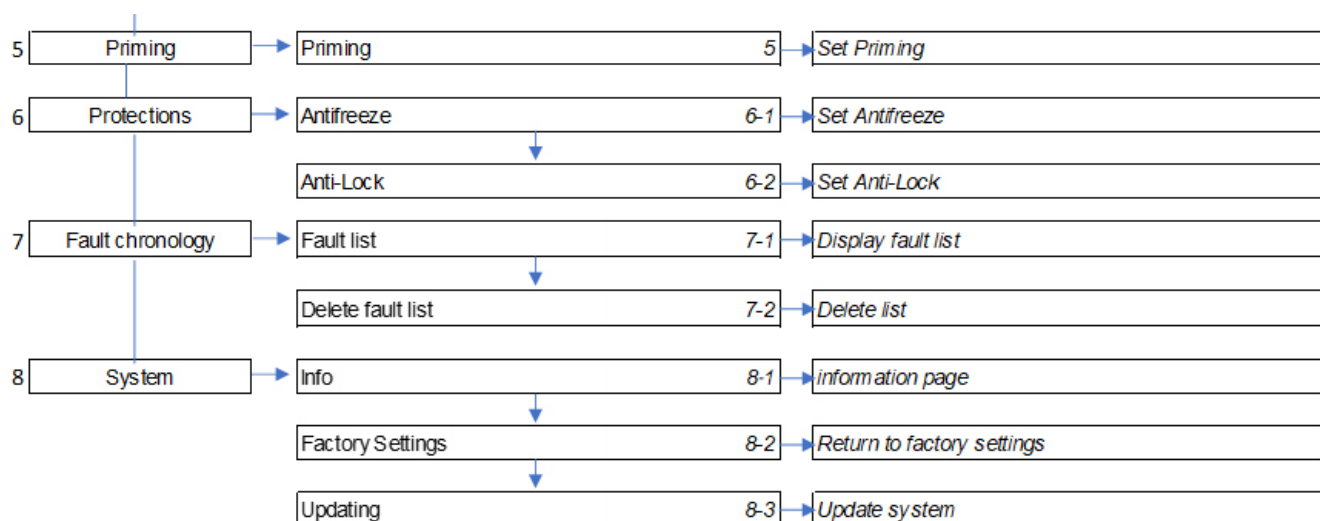 5 Priming Priming 5 Set Priming
6 Protections Antifreeze 6-1 Set Antifreeze
Anti-Lock 6-2 Set Anti-Lock
7 Fault chronology Fault list 7-1 Display fault list
Delete fault list 7-2 Delete list
8 System Info 8-1 information page
Factory Settings 8-2 Return to factory settings
Updating 8-3 Update system